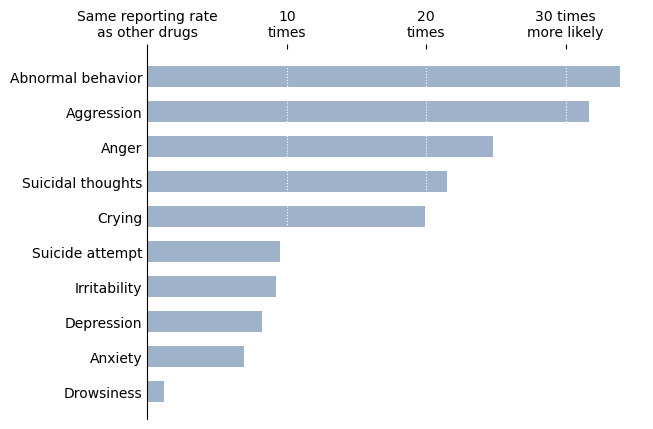 Same reporting rate
as other drugs
10
times
20
times
30 times
more likely
Abnormal behavior
Aggression
Anger
Suicidal thoughts
Crying
Suicide attempt
Irritability
Depression
Anxiety
Drowsiness